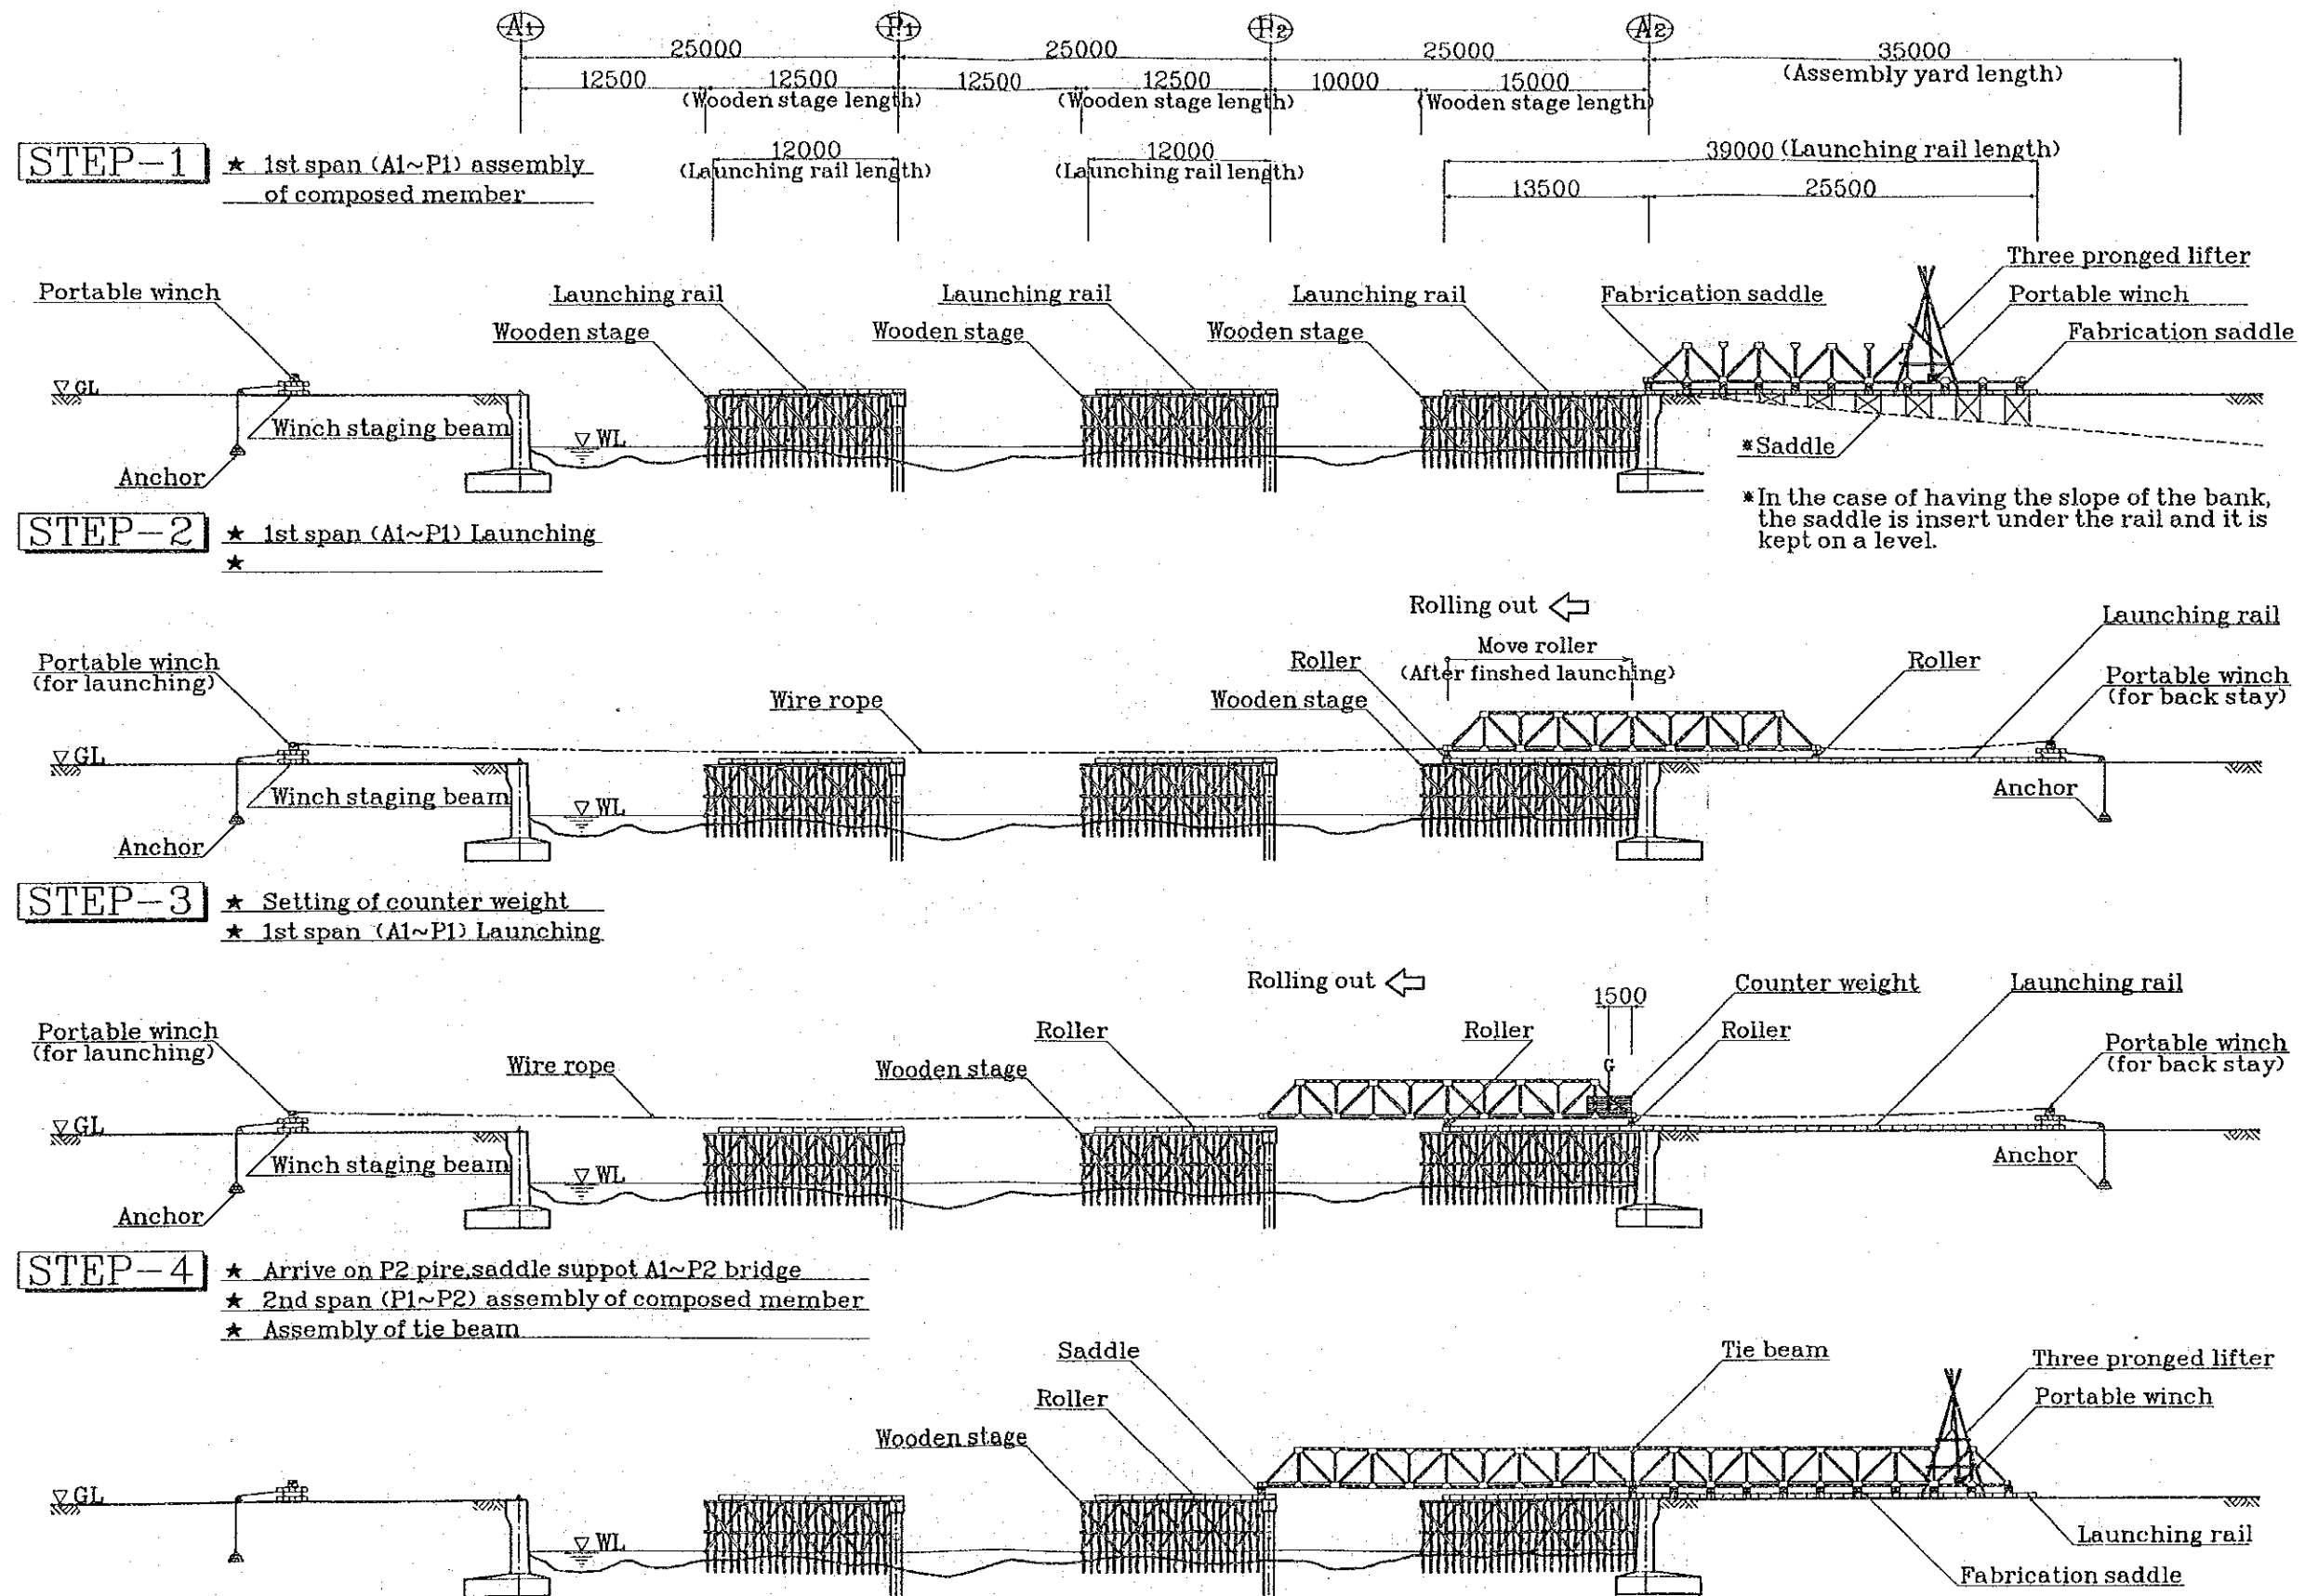 A1 P1 P2 A2
25000 25000 25000 35000
(Assembly yard length)
12500 12500 12500 12500 10000 15000
(Wooden stage length) (Wooden stage length) (Wooden stage length)
STEP-1
★ 1st span (A1~P1) assembly
of composed member
12000 12000 39000 (Launching rail length)
(Launching rail length) (Launching rail length)
13500 25500
Three pronged lifter
Portable winch Launching rail Launching rail Launching rail Fabrication saddle Portable winch
Wooden stage Wooden stage Wooden stage Fabrication saddle
▽ GL
Winch staging beam ▽ WL
*Saddle
Anchor
*In the case of having the slope of the bank,
the saddle is insert under the rail and it is
kept on a level.
STEP-2
★ 1st span (A1~P1) Launching
★
Rolling out
Launching rail
Move roller
Portable winch Roller Roller
(for launching) (After finshed launching) Portable winch
Wire rope Wooden stage (for back stay)
▽ GL
Winch staging beam ▽ WL Anchor
Anchor
STEP-3
★ Setting of counter weight
★ 1st span (A1~P1) Launching
Rolling out Counter weight Launching rail
1500
Portable winch Roller Roller Roller
(for launching) Portable winch
Wire rope Wooden stage G (for back stay)
▽ GL
Winch staging beam ▽ WL Anchor
Anchor
STEP-4
★ Arrive on P2 pire,saddle suppot A1~P2 bridge
★ 2nd span (P1~P2) assembly of composed member
★ Assembly of tie beam
Saddle Tie beam Three pronged lifter
Roller Portable winch
Wooden stage
▽ GL
▽ WL Launching rail
Fabrication saddle